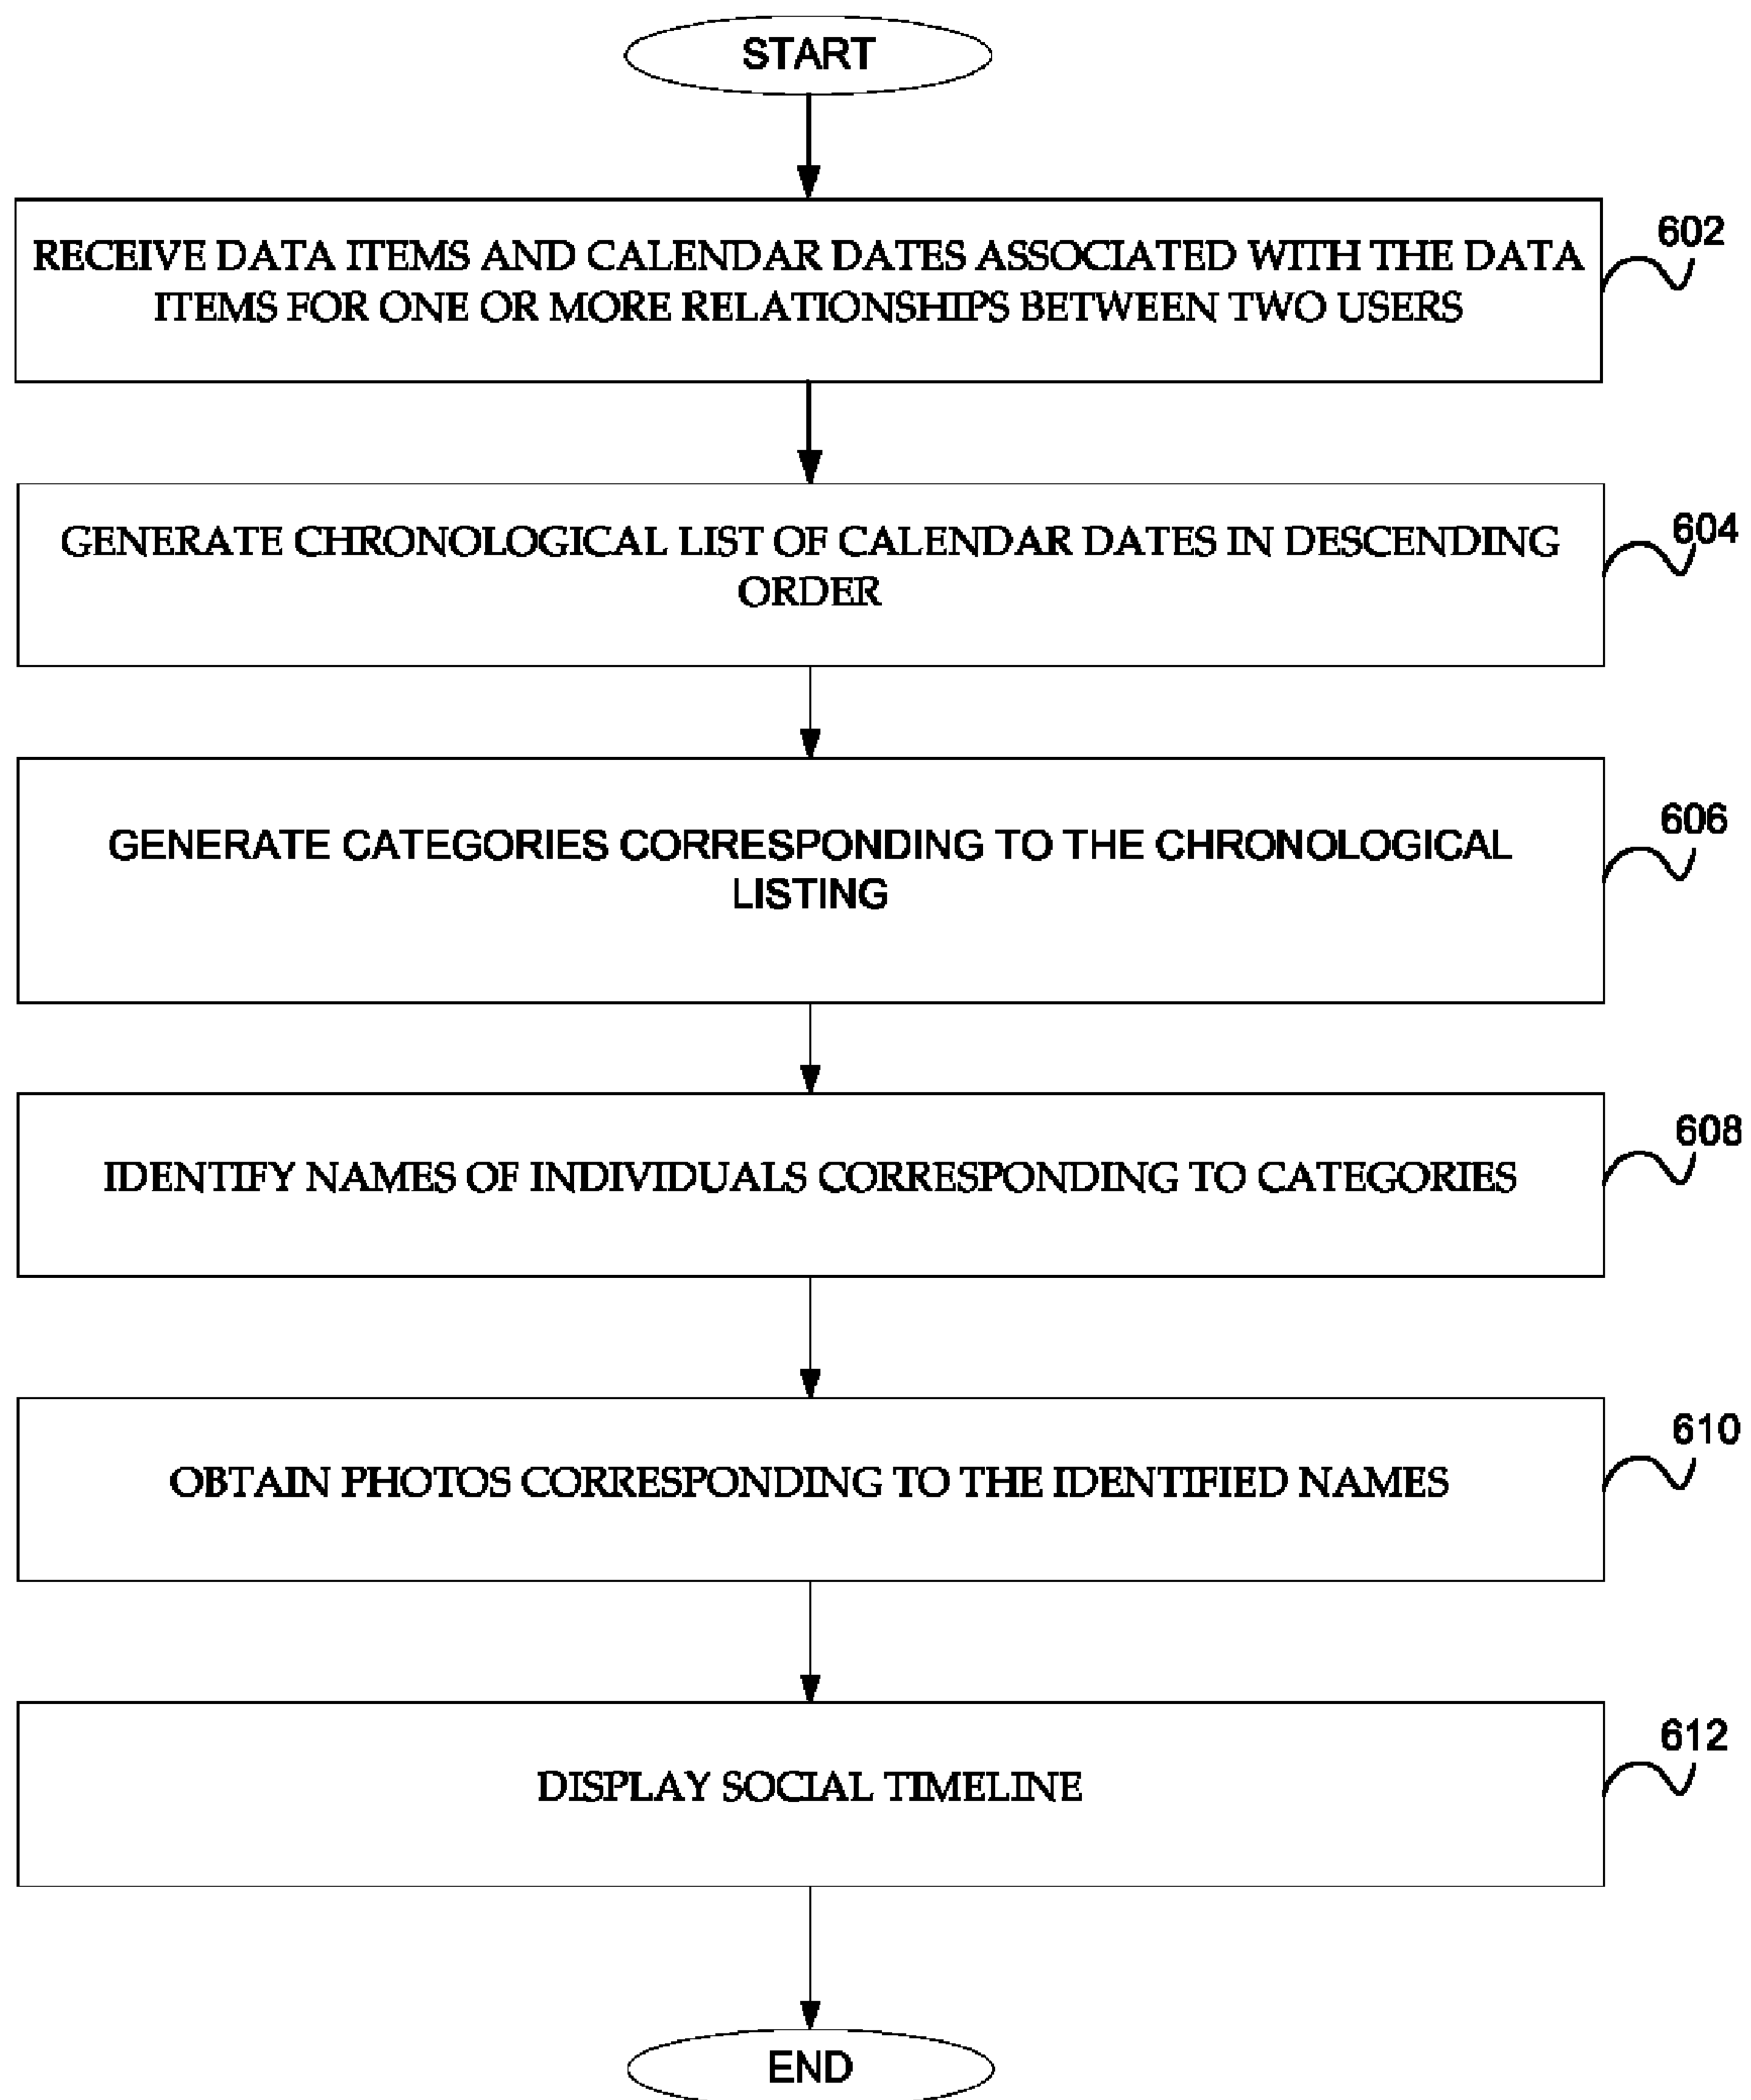 START
RECEIVE DATA ITEMS AND CALENDAR DATES ASSOCIATED WITH THE DATA
ITEMS FOR ONE OR MORE RELATIONSHIPS BETWEEN TWO USERS
602
GENERATE CHRONOLOGICAL LIST OF CALENDAR DATES IN DESCENDING
ORDER
604
GENERATE CATEGORIES CORRESPONDING TO THE CHRONOLOGICAL
LISTING
606
IDENTIFY NAMES OF INDIVIDUALS CORRESPONDING TO CATEGORIES
608
OBTAIN PHOTOS CORRESPONDING TO THE IDENTIFIED NAMES
610
DISPLAY SOCIAL TIMELINE
612
END